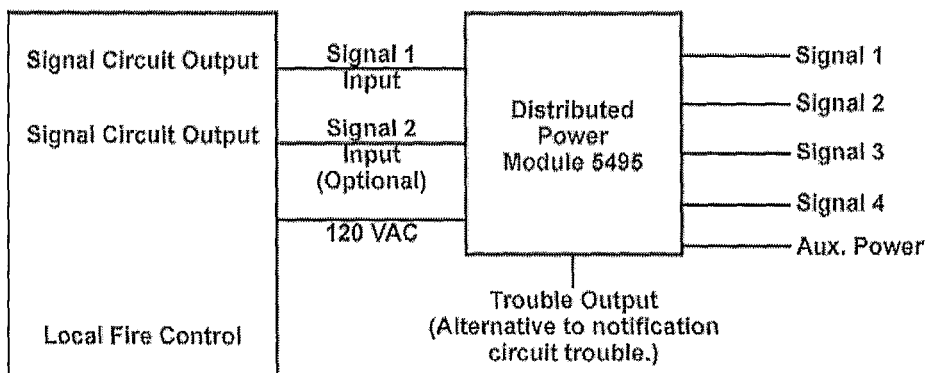 Signal Circuit Output
Signal 1
Input
Signal Circuit Output
Signal 2
Input
(Optional)
120 VAC
Local Fire Control
Distributed
Power
Module 5495
Signal 1
Signal 2
Signal 3
Signal 4
Aux. Power
Trouble Output
(Alternative to notification
circuit trouble.)